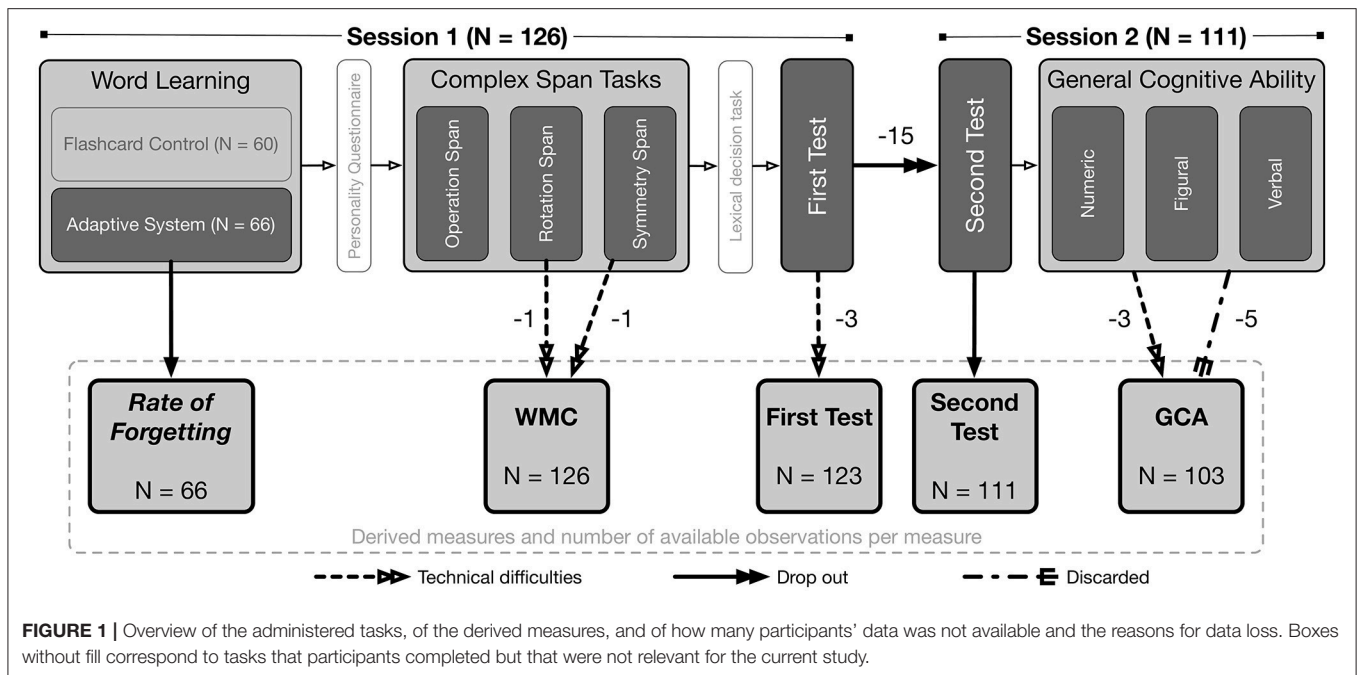 Session 1 (N = 126)
Session 2 (N = 111)
Word Learning
Flashcard Control (N = 60)
Adaptive System (N = 66)
Personality Questionnaire
Complex Span Tasks
Operation Span
Rotation Span
Symmetry Span
Lexical decision task
First Test
-15
Second Test
General Cognitive Ability
Numeric
Figural
Verbal
-1
-1
-3
-3
-5
Rate of
Forgetting
N = 66
WMC
N = 126
First Test
N = 123
Second
Test
N = 111
GCA
N = 103
Derived measures and number of available observations per measure
Technical difficulties
Drop out
Discarded
FIGURE 1 | Overview of the administered tasks, of the derived measures, and of how many participants' data was not available and the reasons for data loss. Boxes
without fill correspond to tasks that participants completed but that were not relevant for the current study.